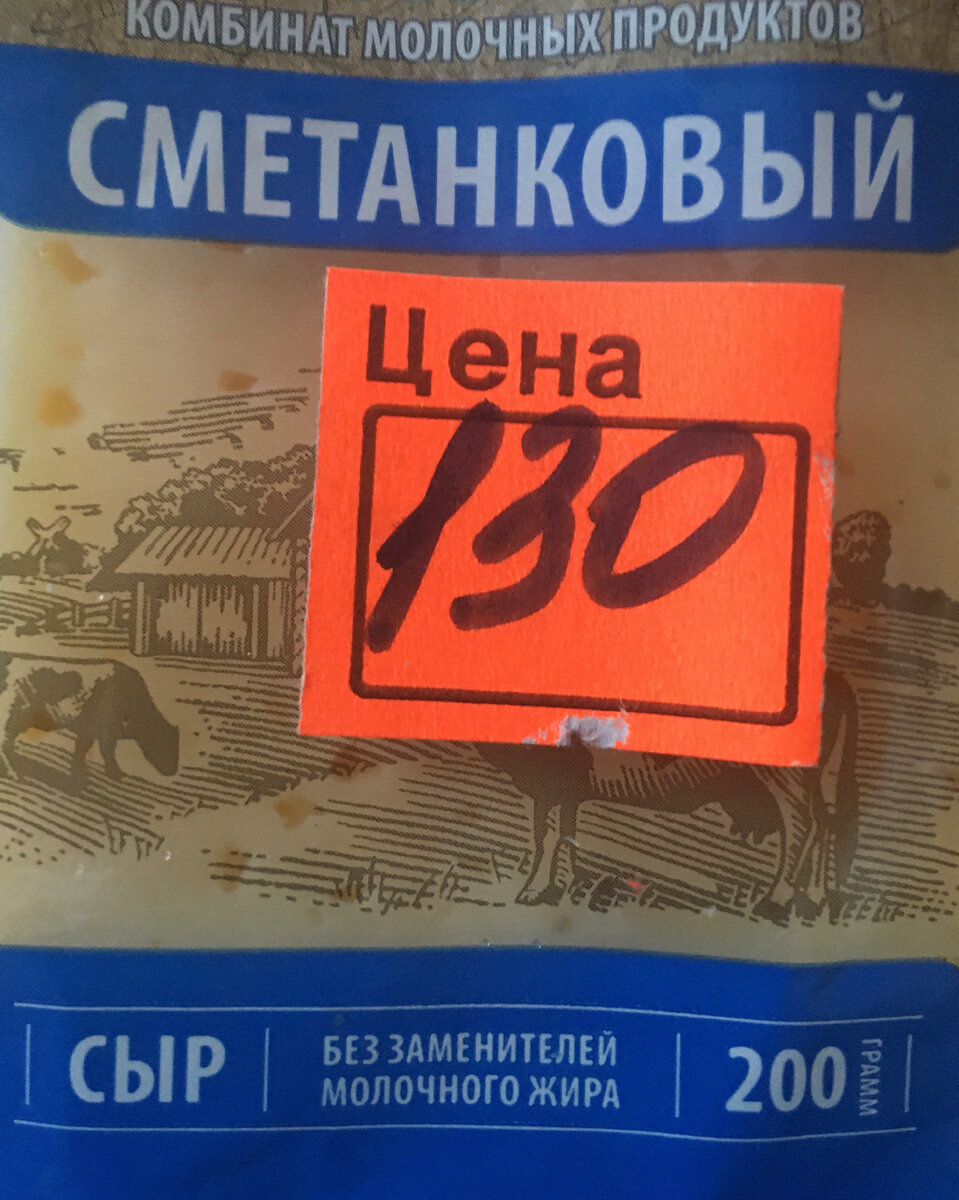 КОМБИНАТ МОЛОЧНЫХ ПРОДУКТОВ
СМЕТАНКОВЫЙ
Цена
130
СЫР
БЕЗ ЗАМЕНИТЕЛЕЙ
МОЛОЧНОГО ЖИРА
200
ГРАММ